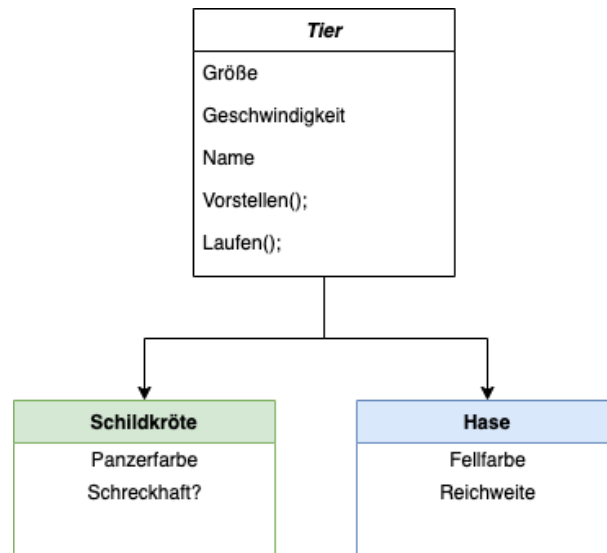 Tier
Größe
Geschwindigkeit
Name
Vorstellen();
Laufen();
Schildkröte
Panzerfarbe
Schreckhaft?
Hase
Fellfarbe
Reichweite